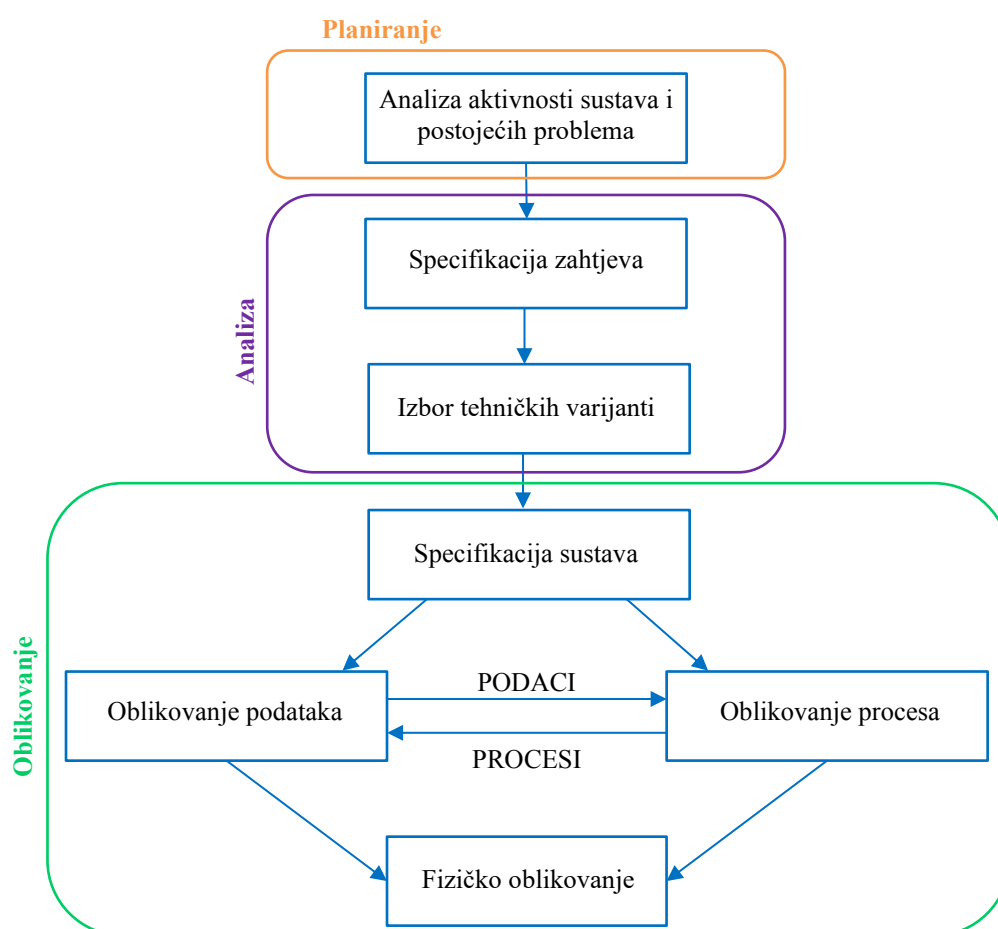 Planiranje
Analiza aktivnosti sustava i
postojećih problema
Analiza
Specifikacija zahtjeva
Izbor tehničkih varijanti
Oblikovanje
Specifikacija sustava
Oblikovanje podataka
PODACI
PROCESI
Oblikovanje procesa
Fizičko oblikovanje